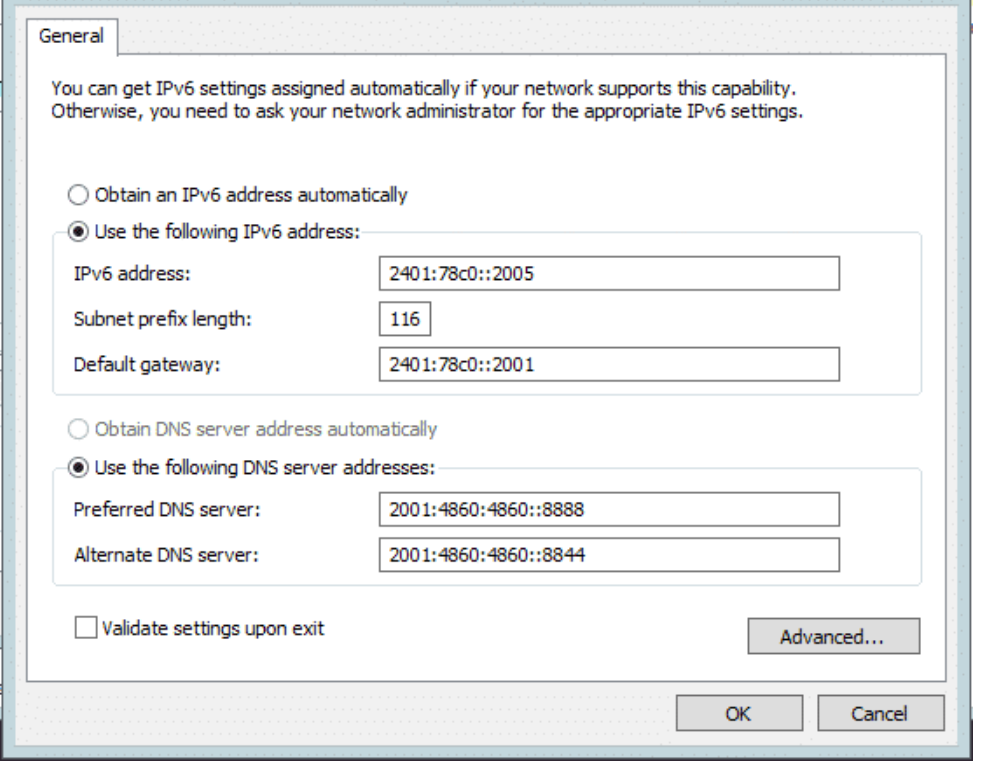 General
You can get IPv6 settings assigned automatically if your network supports this capability.
Otherwise, you need to ask your network administrator for the appropriate IPv6 settings.
Obtain an IPv6 address automatically
Use the following IPv6 address:
IPv6 address: 2401:78c0::2005
Subnet prefix length: 116
Default gateway: 2401:78c0::2001
Obtain DNS server address automatically
Use the following DNS server addresses:
Preferred DNS server: 2001:4860:4860::8888
Alternate DNS server: 2001:4860:4860::8844
Validate settings upon exit
Advanced...
OK Cancel